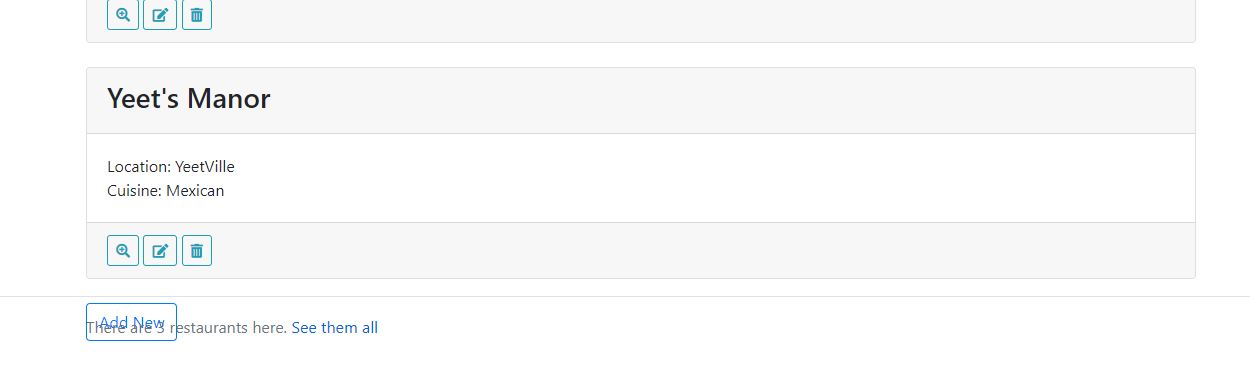 Yeet's Manor
Location: YeetVille
Cuisine: Mexican
Add New
There are 3 restaurants here. See them all